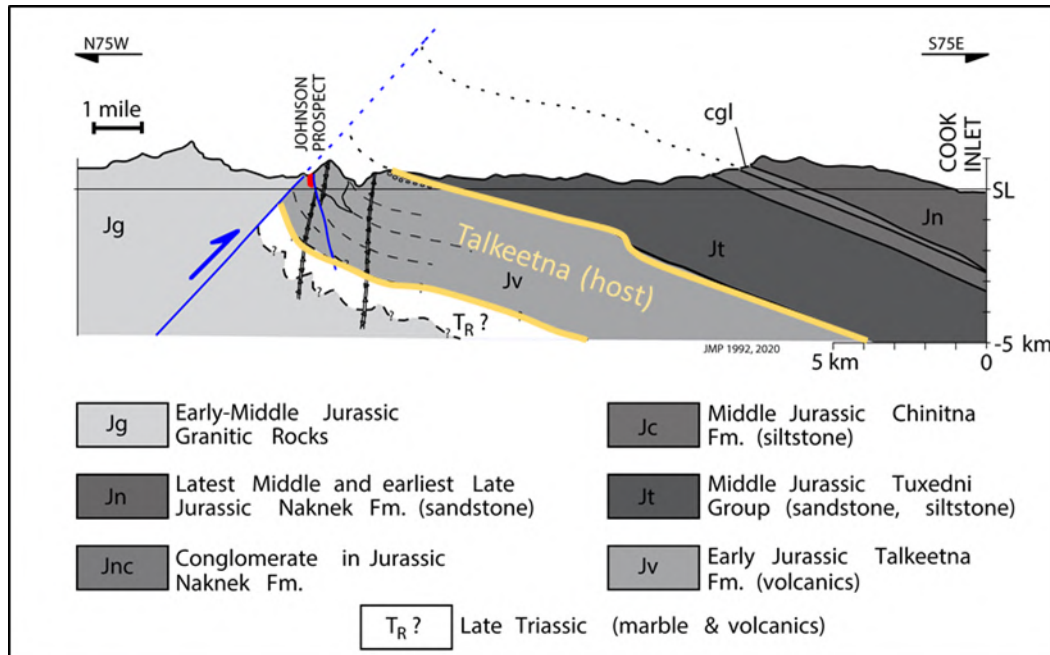 N75W
S75E
1 mile
JOHNSON
PROSPECT
cgl
COOK
INLET
SL
Jg
Talkeetna (host)
Jv
Jt
Jn
?
?
?
?
?
?
TR ?
JMP 1992, 2020
-5 km
5 km
0
Jg
Early-Middle Jurassic
Granitic Rocks
Jn
Latest Middle and earliest Late
Jurassic Naknek Fm. (sandstone)
Jnc
Conglomerate in Jurassic
Naknek Fm.
Jc
Middle Jurassic Chinitna
Fm. (siltstone)
Jt
Middle Jurassic Tuxedni
Group (sandstone, siltstone)
Jv
Early Jurassic Talkeetna
Fm. (volcanics)
TR ?
Late Triassic (marble & volcanics)